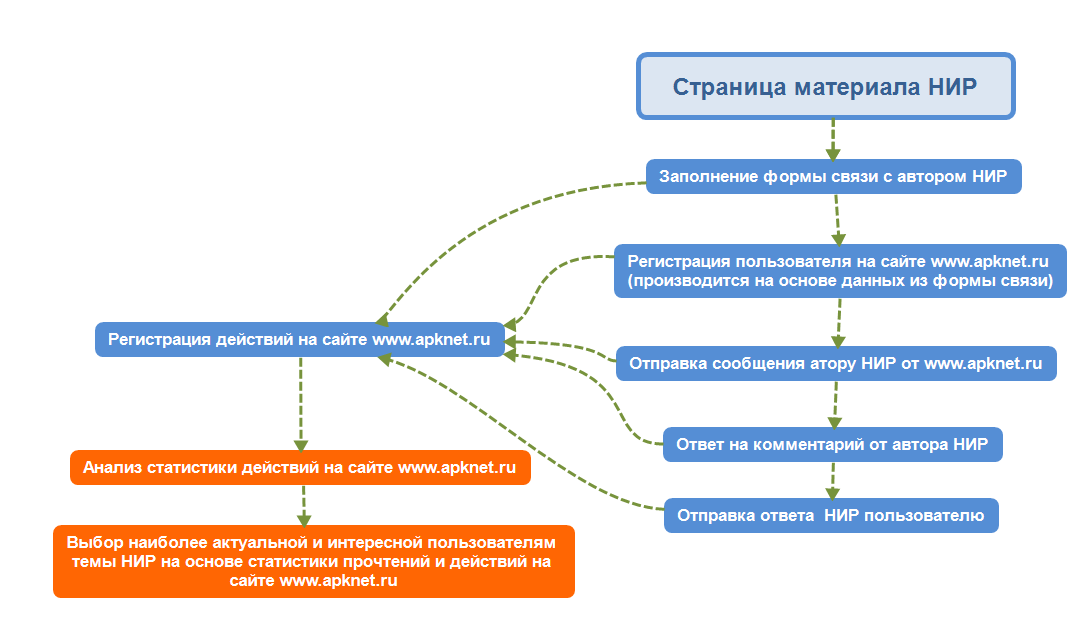 Страница материала НИР
Заполнение формы связи с автором НИР
Регистрация пользователя на сайте www.apknet.ru
(производится на основе данных из формы связи)
Регистрация действий на сайте www.apknet.ru
Отправка сообщения атору НИР от www.apknet.ru
Ответ на комментарий от автора НИР
Анализ статистики действий на сайте www.apknet.ru
Отправка ответа  НИР пользователю
Выбор наиболее актуальной и интересной пользователям
темы НИР на основе статистики прочтений и действий на
сайте www.apknet.ru